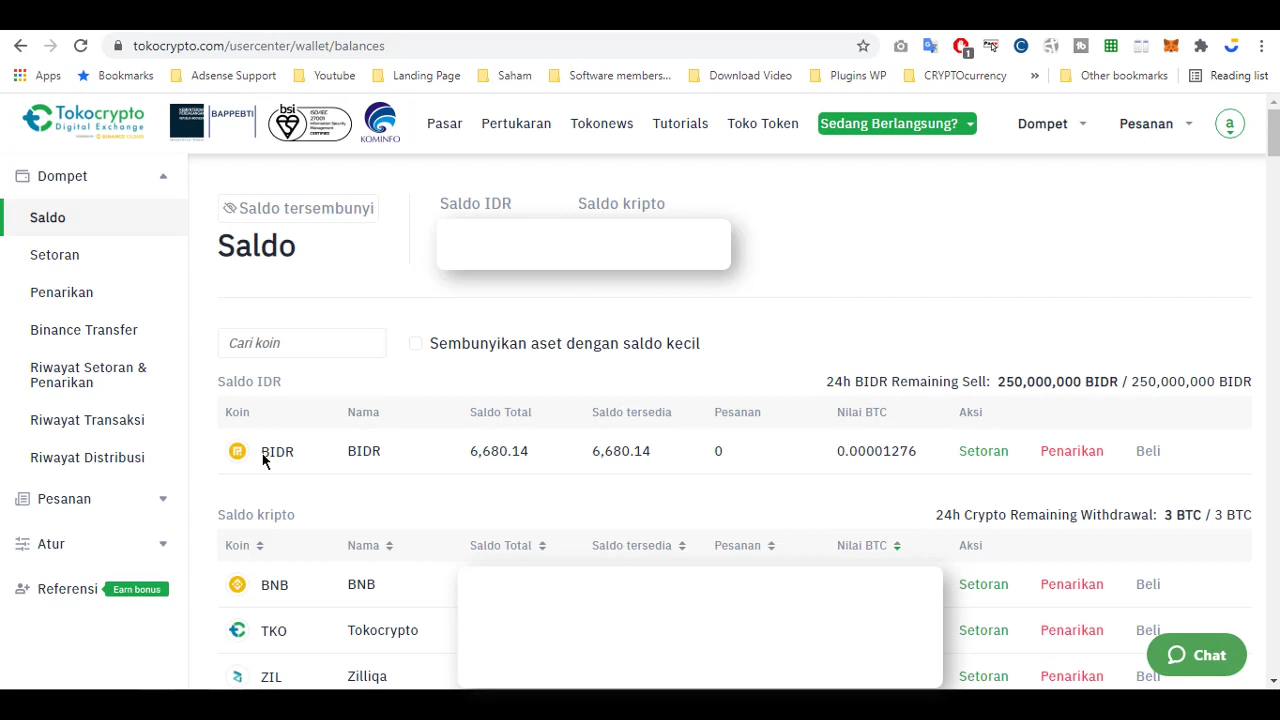 tokocrypto.com/usercenter/wallet/balances
1
Apps Bookmarks Adsense Support Youtube Landing Page Saham Software members... Download Video Plugins WP CRYPTOcurrency » Other bookmarks Reading list
Tokocrypto
Digital Exchange
BAPPEBTI
bsi
KOMINFO
Pasar Pertukaran Tokonews Tutorials Toko Token Sedang Berlangsung? Dompet Pesanan a
Dompet
Saldo
Setoran
Penarikan
Binance Transfer
Riwayat Setoran &
Penarikan
Riwayat Transaksi
Riwayat Distribusi
Pesanan
Atur
Referensi Earn bonus
Saldo tersembunyi
Saldo
Saldo IDR Saldo kripto
Cari koin Sembunyikan aset dengan saldo kecil
Saldo IDR 24h BIDR Remaining Sell: 250,000,000 BIDR / 250,000,000 BIDR
Koin Nama Saldo Total Saldo tersedia Pesanan Nilai BTC Aksi
BIDR BIDR 6,680.14 6,680.14 0 0.00001276 Setoran Penarikan Beli
Saldo kripto 24h Crypto Remaining Withdrawal: 3 BTC / 3 BTC
Koin Nama Saldo Total Saldo tersedia Pesanan Nilai BTC Aksi
BNB BNB Setoran Penarikan Beli
TKO Tokocrypto Setoran Penarikan Beli
ZIL Zilliqa Setoran Penarikan Beli
Chat